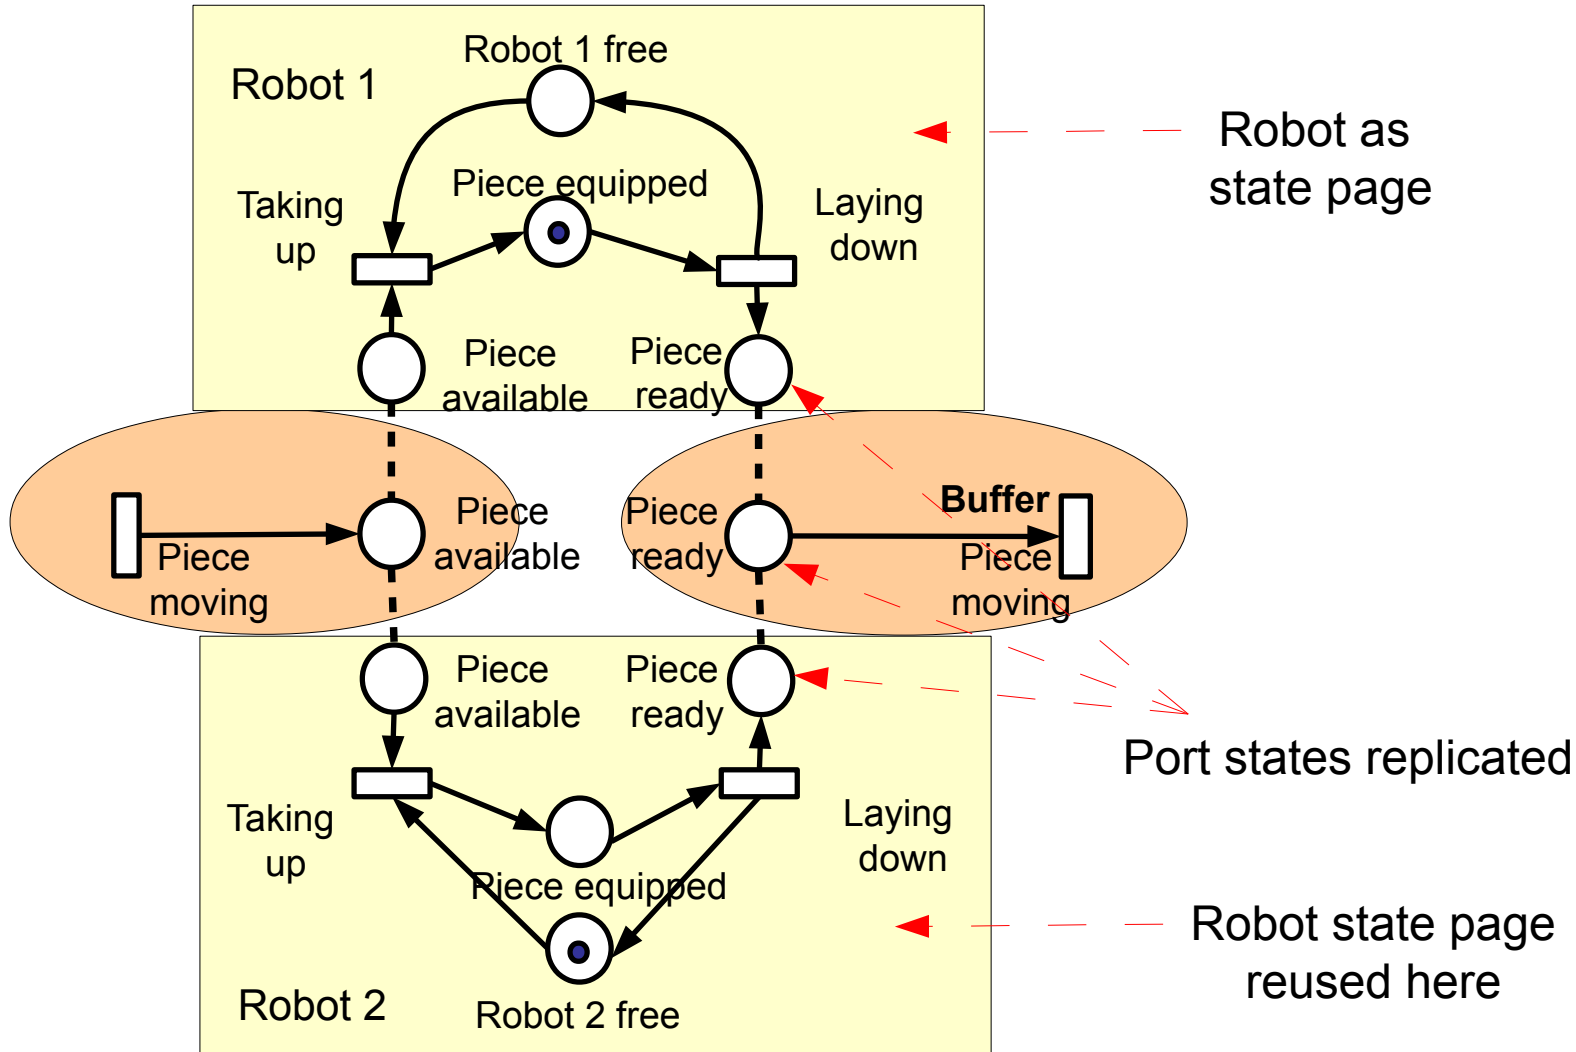 Robot 1 free
Robot 1
Robot as
state page
Piece equipped
Taking
up
Laying
down
Piece
available
Piece
ready
Buffer
Piece
available
Piece
ready
Piece
moving
Piece
moving
Piece
available
Piece
ready
Port states replicated
Taking
up
Laying
down
Piece equipped
Robot state page
reused here
Robot 2
Robot 2 free